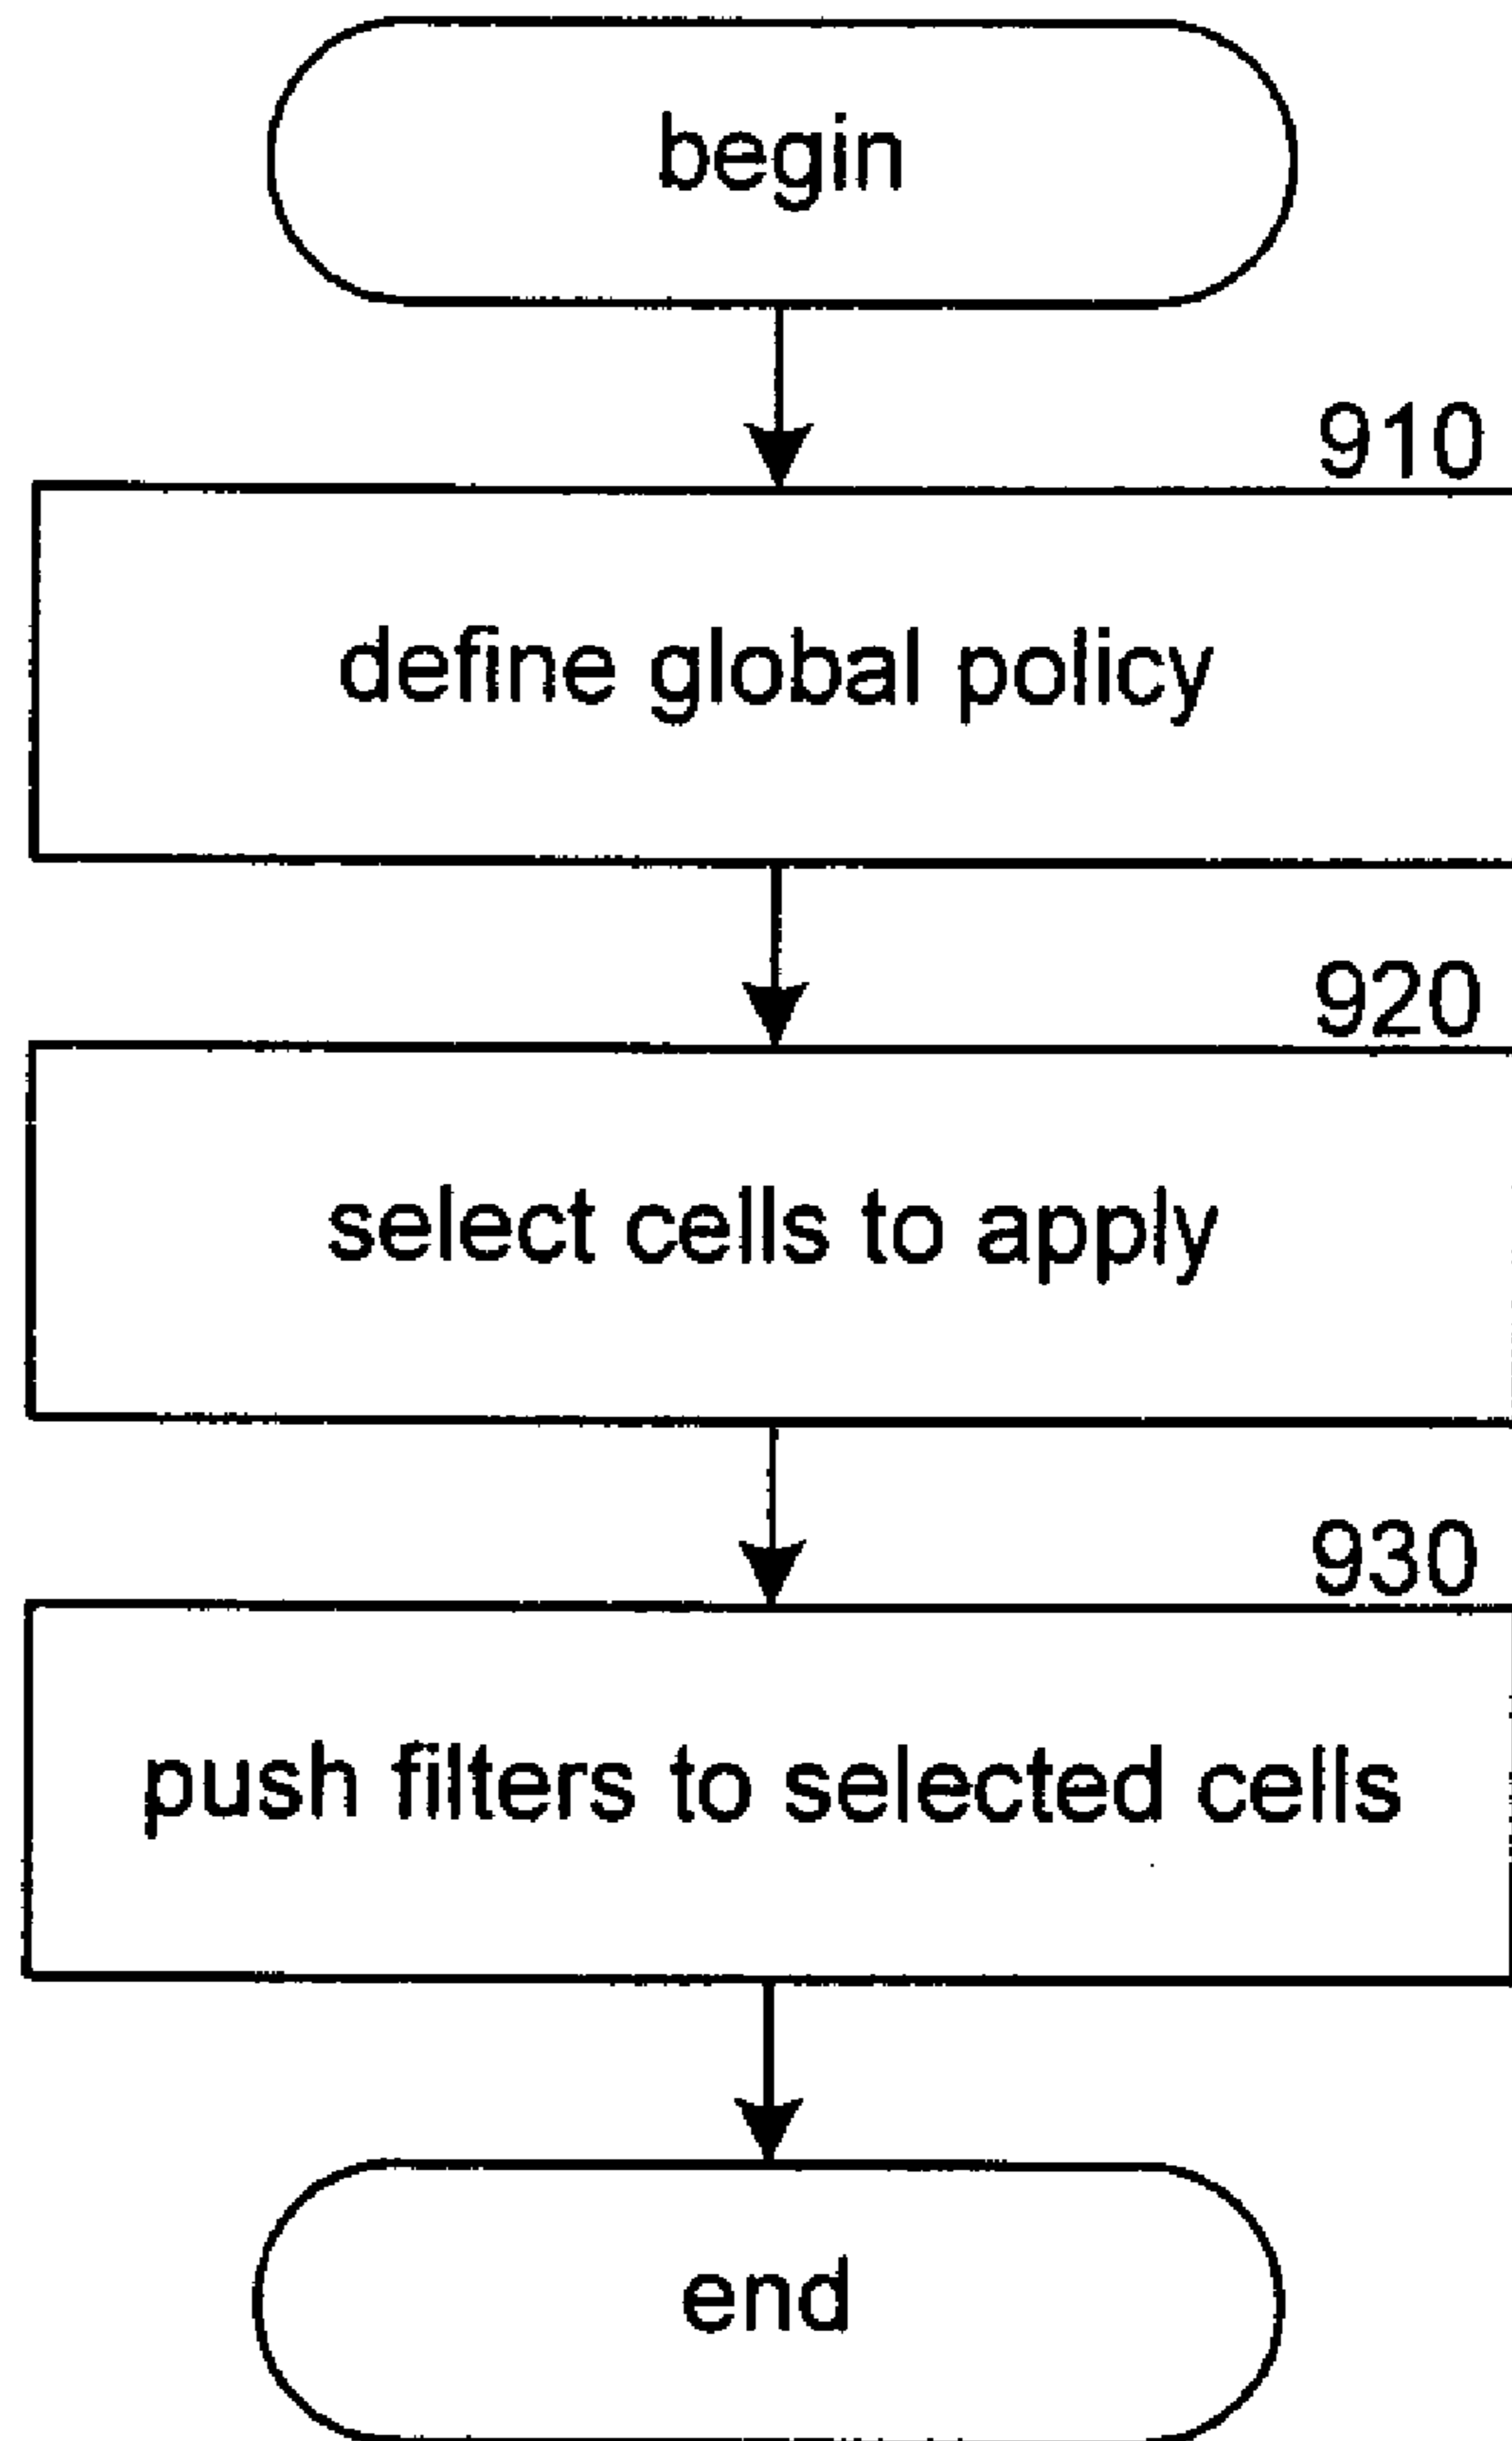 begin
910
define global policy
920
select cells to apply
930
push filters to selected cells
end